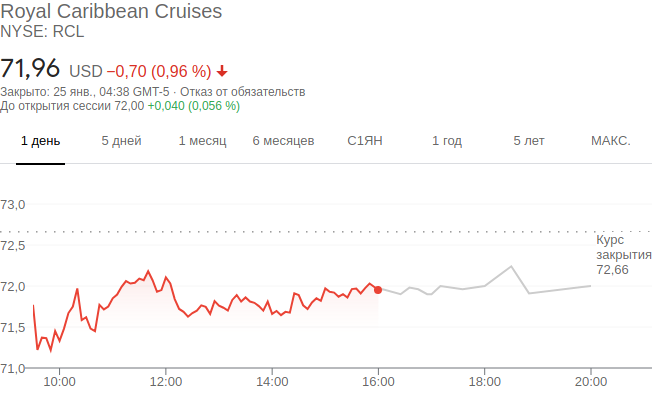 Royal Caribbean Cruises
NYSE: RCL
71,96 USD −0,70 (0,96 %)
Закрыто: 25 янв., 04:38 GMT-5 · Отказ от обязательств
До открытия сессии 72,00 +0,040 (0,056 %)
1 день 5 дней 1 месяц 6 месяцев С1ЯН 1 год 5 лет МАКС.
73,0
72,5
72,0
71,5
71,0
Курс
закрытия
72,66
10:00 12:00 14:00 16:00 18:00 20:00